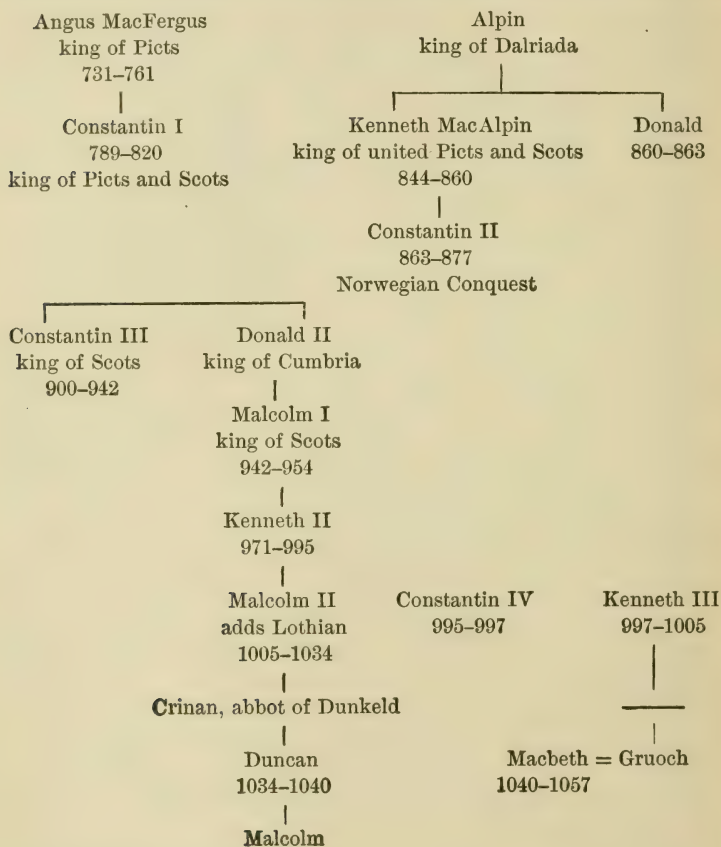 Angus MacFergus
king of Picts
731–761
Constantin I
789–820
king of Picts and Scots
Alpin
king of Dalriada
Kenneth MacAlpin
king of united Picts and Scots
844–860
Donald
860–863
Constantin II
863–877
Norwegian Conquest
Constantin III
king of Scots
900–942
Donald II
king of Cumbria
Malcolm I
king of Scots
942–954
Kenneth II
971–995
Malcolm II
adds Lothian
1005–1034
Constantin IV
995–997
Kenneth III
997–1005
Crinan, abbot of Dunkeld
Duncan
1034–1040
Macbeth = Gruoch
1040–1057
Malcolm